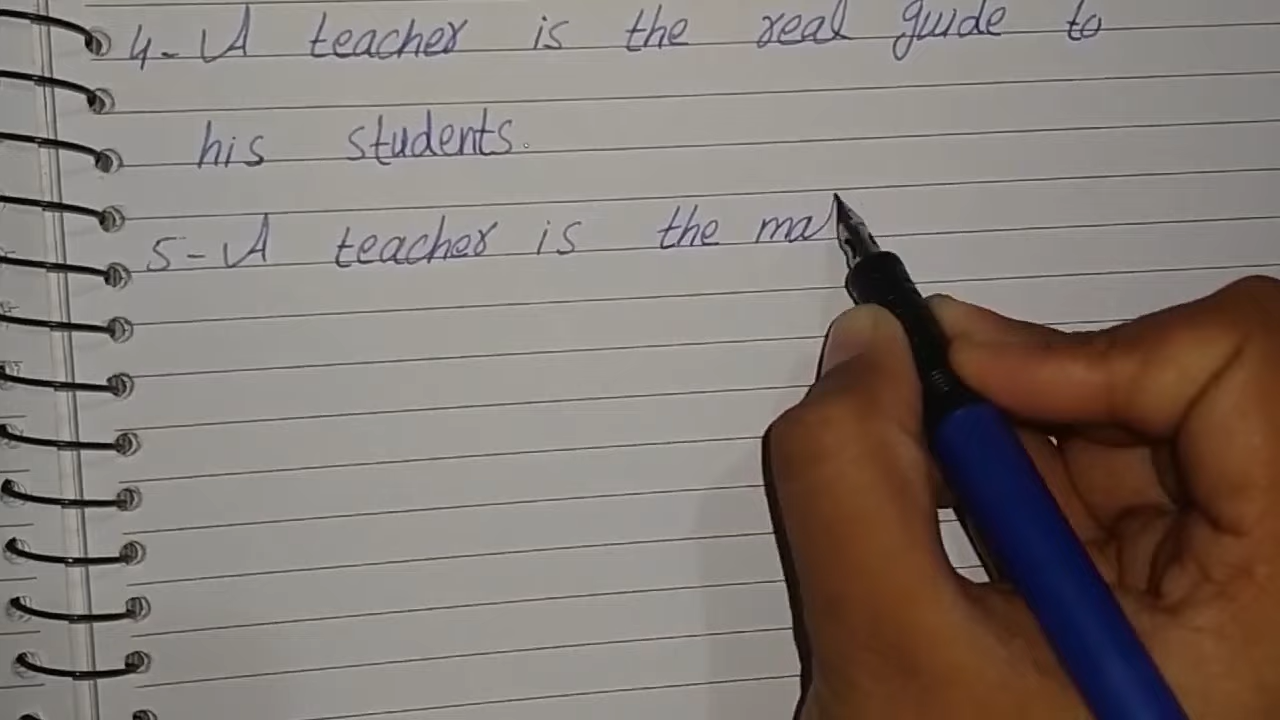 4- A teacher is the real guide to
his students.
5- A teacher is the ma